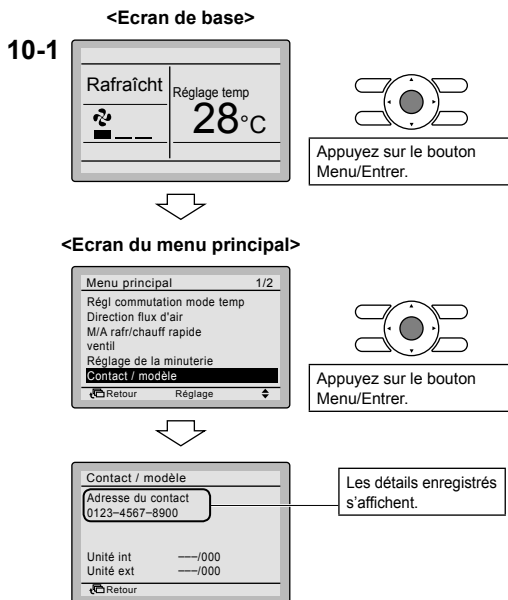 <Ecran de base>
10-1
Rafraîcht
Réglage temp
28°C
Appuyez sur le bouton
Menu/Entrer.
<Ecran du menu principal>
Menu principal 1/2
Régl commutation mode temp
Direction flux d'air
M/A rafr/chauff rapide
ventil
Réglage de la minuterie
Contact / modèle
Retour Réglage
Appuyez sur le bouton
Menu/Entrer.
Contact / modèle
Adresse du contact
0123–4567–8900
Les détails enregistrés
s'affichent.
Unité int –––/000
Unité ext –––/000
Retour